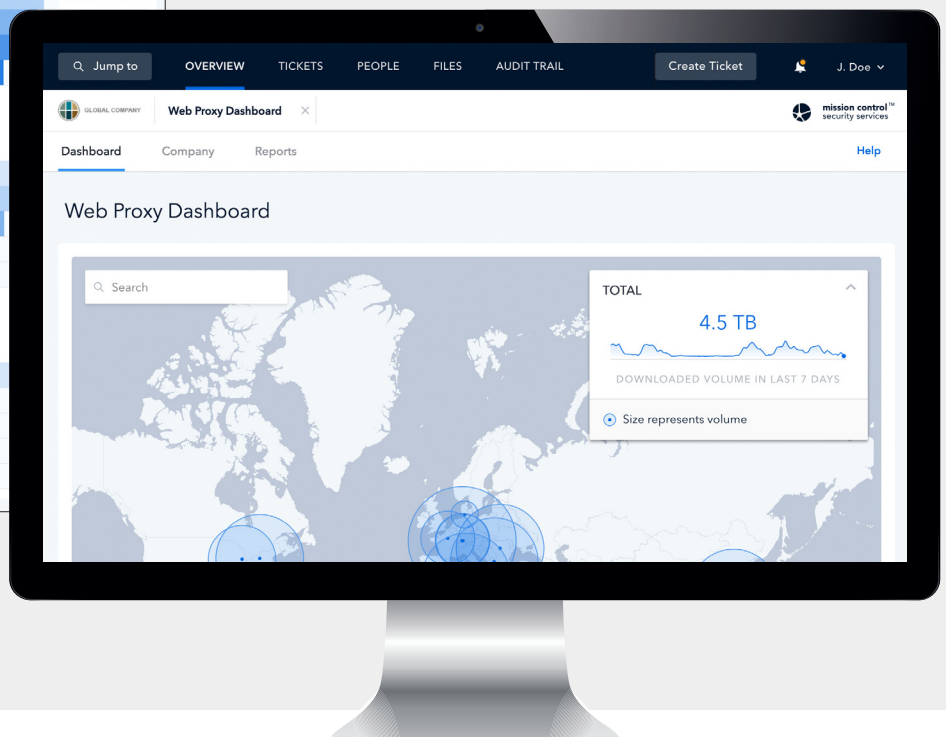 Jump to OVERVIEW TICKETS PEOPLE FILES AUDIT TRAIL Create Ticket J. Doe
GLOBAL COMPANY Web Proxy Dashboard mission control™
security services
Dashboard Company Reports Help
Web Proxy Dashboard
Search
TOTAL
4.5 TB
DOWNLOADED VOLUME IN LAST 7 DAYS
Size represents volume